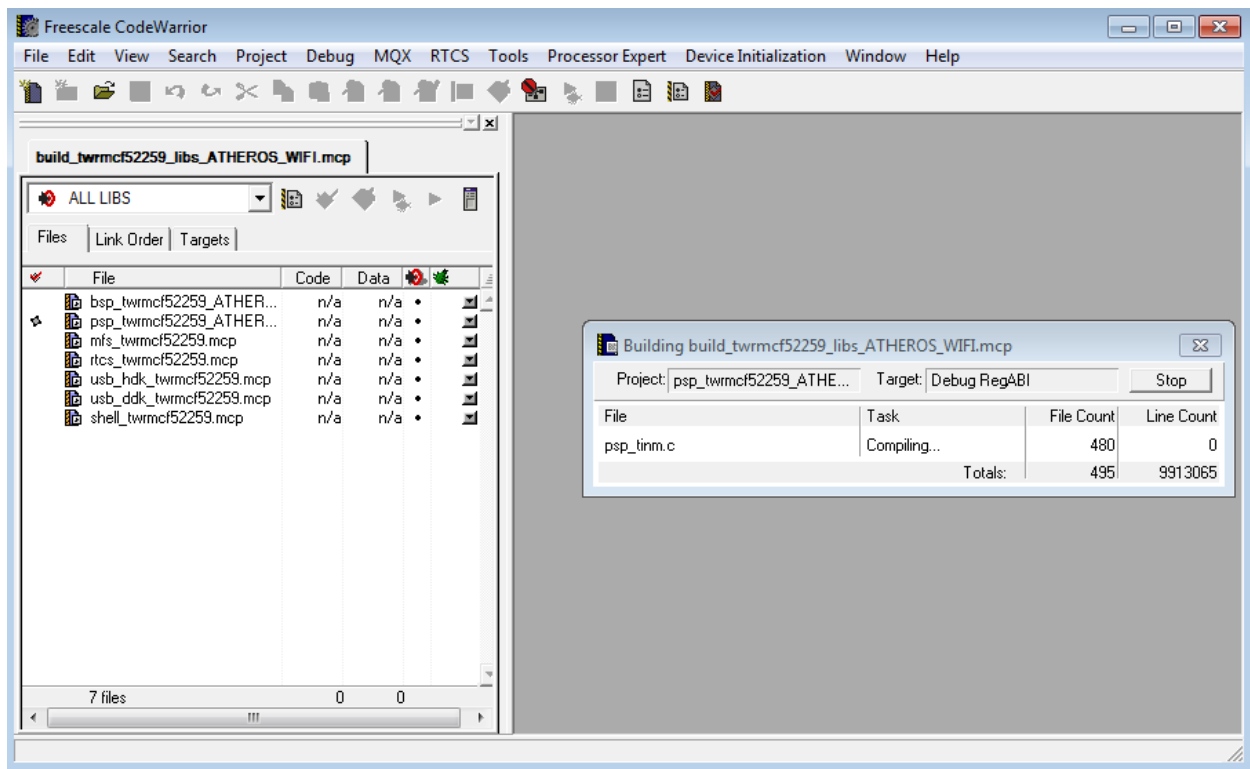 Freescale CodeWarrior
File Edit View Search Project Debug MQX RTCS Tools Processor Expert Device Initialization Window Help
build_twrmcf52259_libs_ATHEROS_WIFI.mcp
ALL LIBS
Files Link Order Targets
File Code Data
bsp_twrmcf52259_ATHER... n/a n/a
psp_twrmcf52259_ATHER... n/a n/a
mfs_twrmcf52259.mcp n/a n/a
rtcs_twrmcf52259.mcp n/a n/a
usb_hdk_twrmcf52259.mcp n/a n/a
usb_ddk_twrmcf52259.mcp n/a n/a
shell_twrmcf52259.mcp n/a n/a
7 files 0 0
Building build_twrmcf52259_libs_ATHEROS_WIFI.mcp
Project: psp_twrmcf52259_ATHE... Target: Debug RegABI Stop
File Task File Count Line Count
psp_tinm.c Compiling... 480 0
Totals: 495 9913065